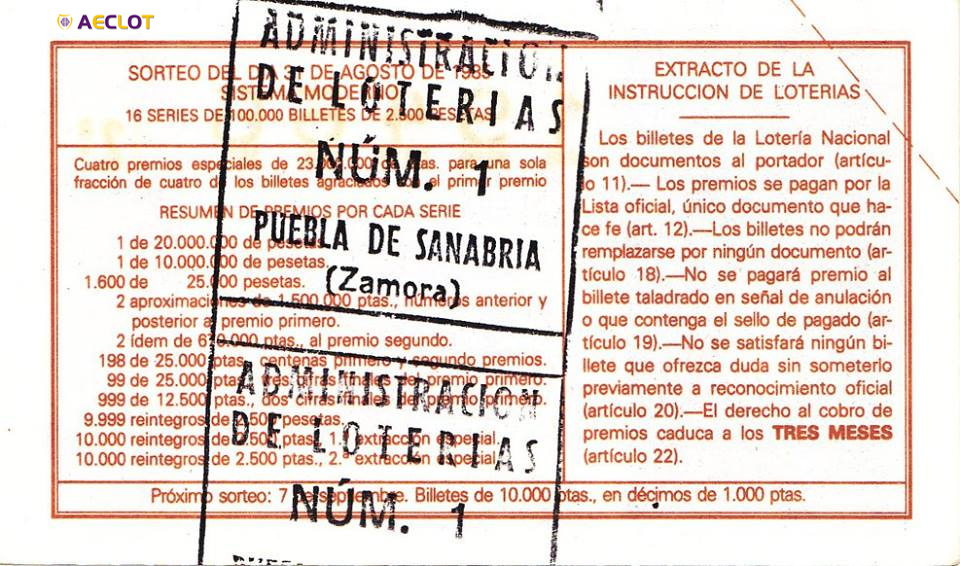 AECLOT
SORTEO DEL DIA 31 DE AGOSTO DE 1985
SISTEMA MODERNO
16 SERIES DE 100.000 BILLETES DE 2.500 PESETAS
Cuatro premios especiales de 23. de ptas. para una sola
fracción de cuatro de los billetes agraciados con el primer premio
RESUMEN DE PREMIOS POR CADA SERIE
1 de 20.000.000 de pesetas.
1 de 10.000.000 de pesetas.
1.600 de 25.000 pesetas.
2 aproximaciones de 1.500.000 ptas., números anterior y
posterior al premio primero.
2 ídem de ptas., al premio segundo.
198 de 25.000 ptas., centenas primero y segundo premios.
99 de 25.000 ptas., tres cifras finales del premio primero.
999 de 12.500 ptas., dos cifras finales del premio primero.
9.999 reintegros de 2.500 pesetas.
10.000 reintegros de 2.500 ptas., 1.ª extracción especial.
10.000 reintegros de 2.500 ptas., 2.ª extracción especial.
EXTRACTO DE LA
INSTRUCCION DE LOTERIAS
Los billetes de la Lotería Nacional
son documentos al portador (artícu-
lo 11).— Los premios se pagan por la
Lista oficial, único documento que ha-
ce fe (art. 12).—Los billetes no podrán
remplazarse por ningún documento (ar-
tículo 18).—No se pagará premio al
billete taladrado en señal de anulación
o que contenga el sello de pagado (ar-
tículo 19).—No se satisfará ningún bi-
llete que ofrezca duda sin someterlo
previamente a reconocimiento oficial
(artículo 20).—El derecho al cobro de
premios caduca a los TRES MESES
(artículo 22).
Próximo sorteo: 7 de septiembre. Billetes de 10.000 ptas., en décimos de 1.000 ptas.
ADMINISTRACION
DE LOTERIAS
NÚM. 1
PUEBLA DE SANABRIA
(Zamora)
ADMINISTRACION
DE LOTERIAS
NÚM. 1